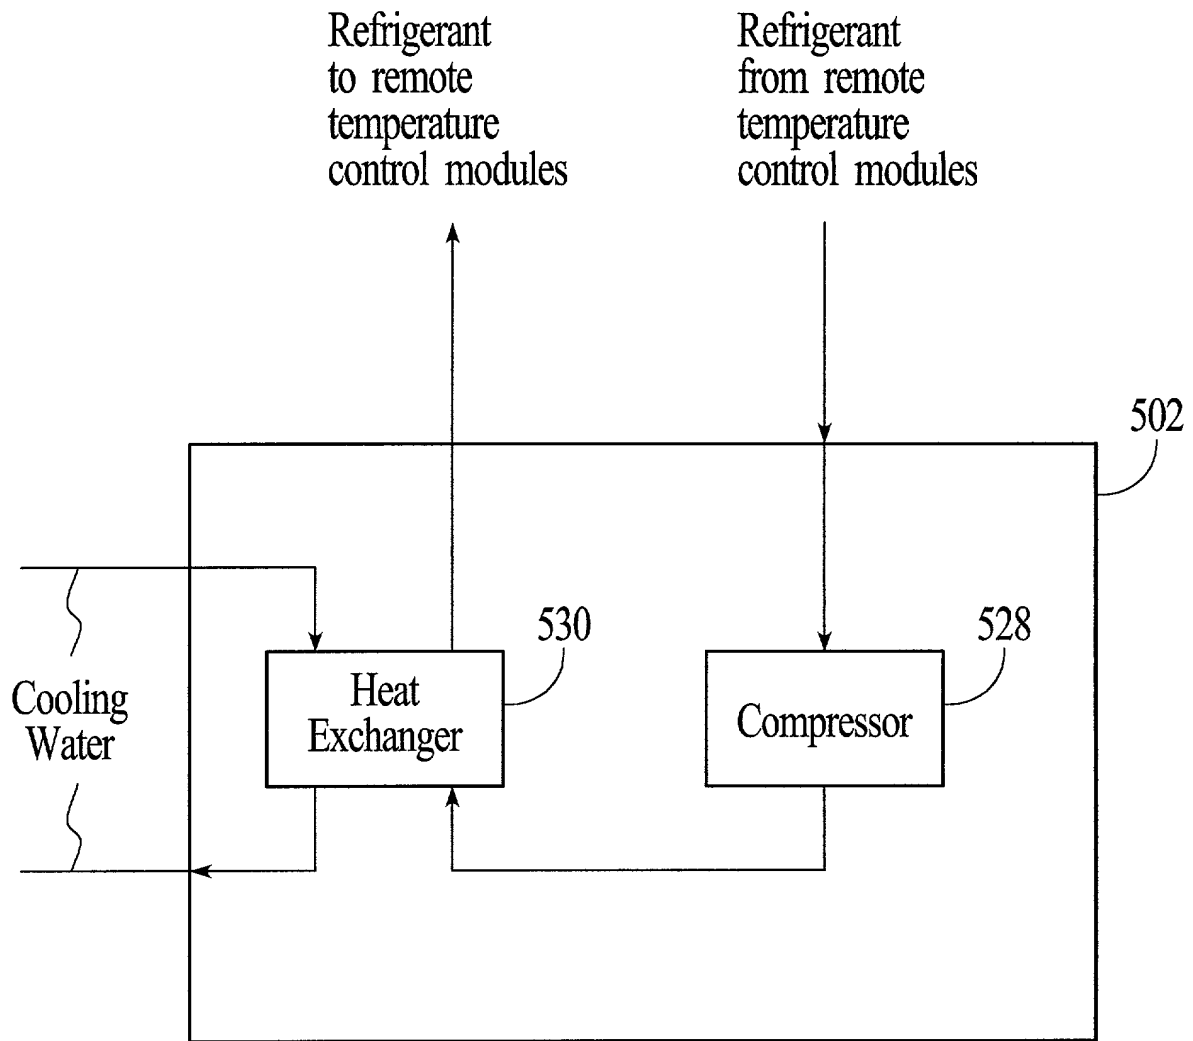 Refrigerant
to remote
temperature
control modules
Refrigerant
from remote
temperature
control modules
502
530
528
Heat
Exchanger
Compressor
Cooling
Water